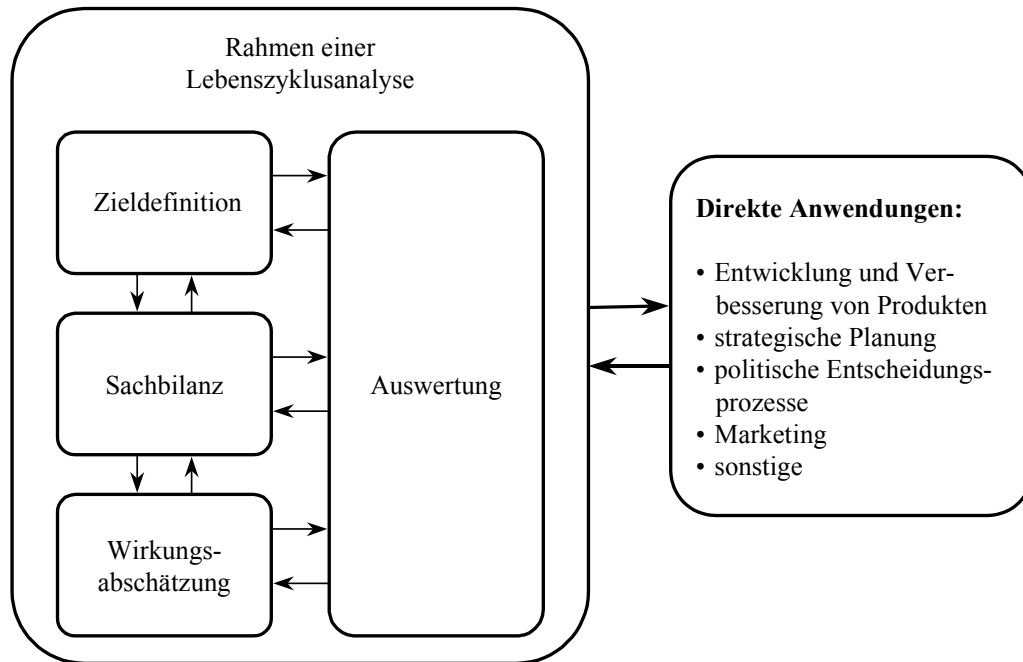 Rahmen einer
Lebenszyklusanalyse
Zieldefinition
Sachbilanz
Wirkungs-
abschätzung
Auswertung
Direkte Anwendungen:
• Entwicklung und Ver-
besserung von Produkten
• strategische Planung
• politische Entscheidungs-
prozesse
• Marketing
• sonstige